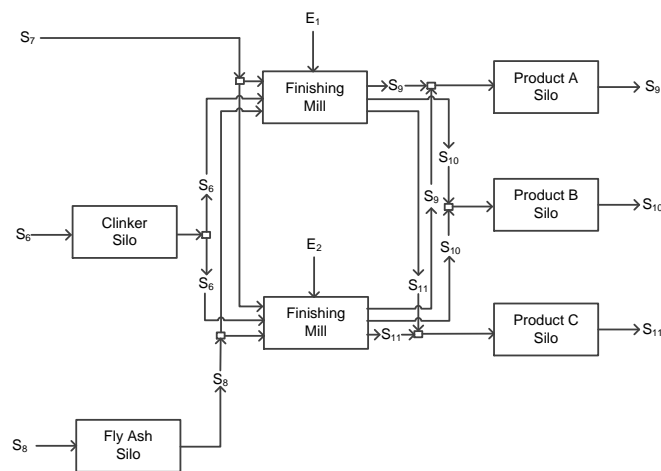 E₁
S₇
Finishing
Mill
S₉
Product A
Silo
S₉
S₁₀
S₆
S₉
Clinker
Silo
S₆
Product B
Silo
S₁₀
S₁₀
E₂
S₆
S₁₁
Finishing
Mill
S₁₁
Product C
Silo
S₁₁
S₈
Fly Ash
Silo
S₈